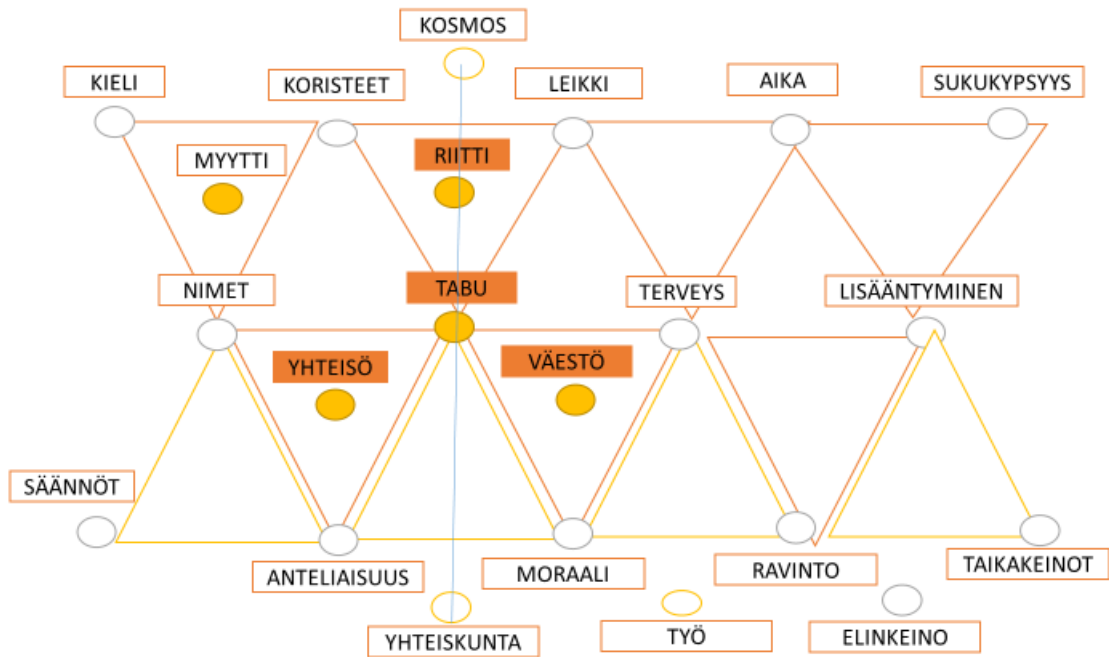 KOSMOS
KIELI
KORISTEET
LEIKKI
AIKA
SUKUKYPSYYS
MYYTTI
RIITTI
NIMET
TABU
TERVEYS
LISÄÄNTYMINEN
YHTEISÖ
VÄESTÖ
SÄÄNNÖT
ANTELIAISUUS
MORAALI
RAVINTO
TAIKAKEINOT
YHTEISKUNTA
TYÖ
ELINKEINO